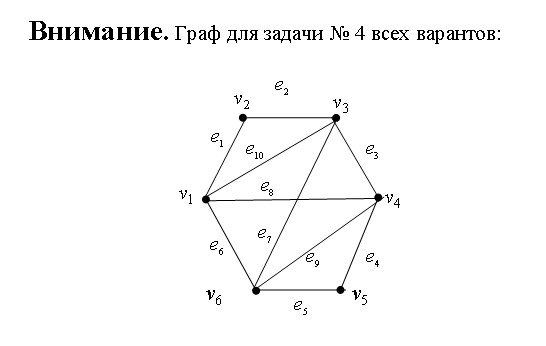 Внимание. Граф для задачи № 4 всех варантов:
e2
v2 v3
e1 e10 e3
v1 e8 v4
e6 e7 e9 e4
v6 e5 v5